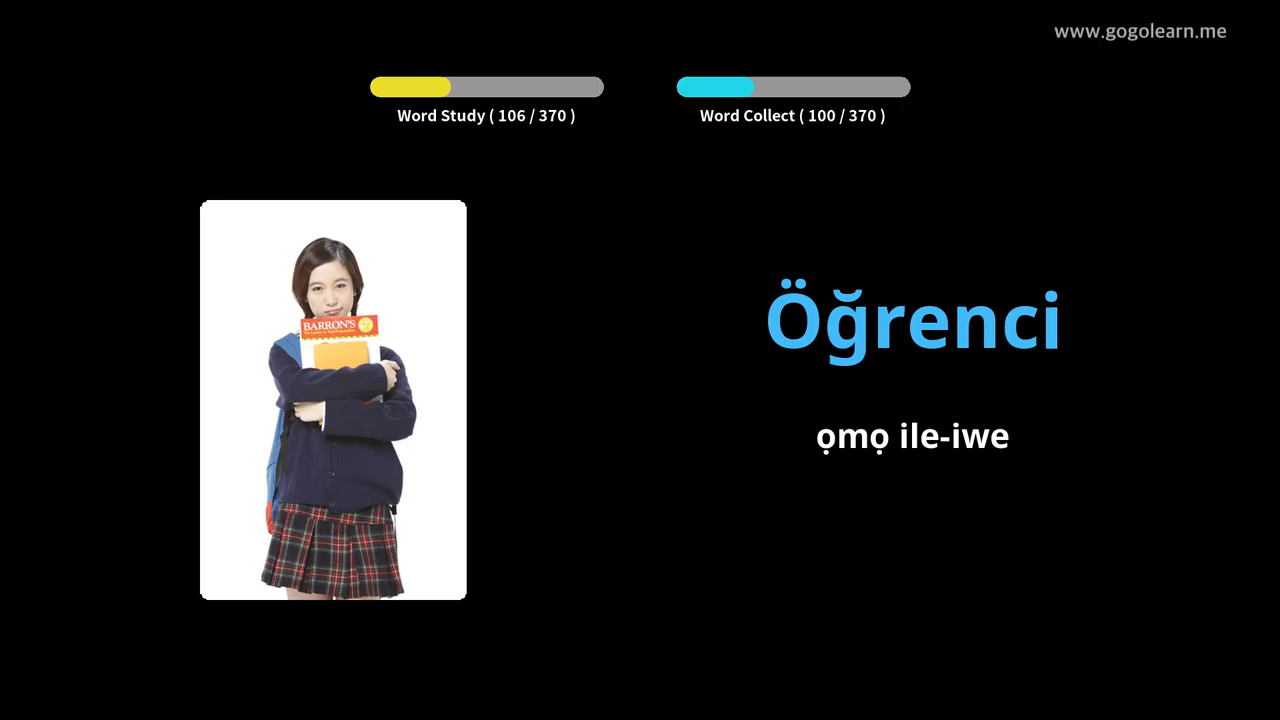 www.gogolearn.me
Word Study ( 106 / 370 )
Word Collect ( 100 / 370 )
BARRON'S
Öğrenci
ọmọ ile-iwe